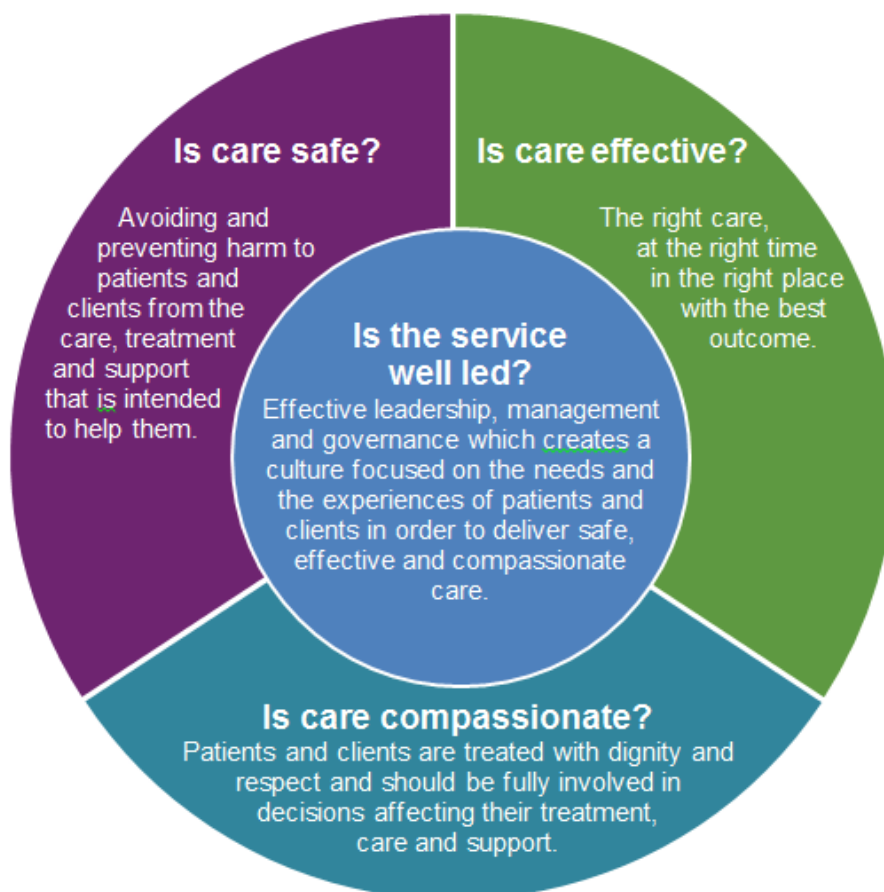 Is care safe?
Avoiding and
preventing harm to
patients and
clients from the
care, treatment
and support
that is intended
to help them.
Is care effective?
The right care,
at the right time
in the right place
with the best
outcome.
Is the service
well led?
Effective leadership, management
and governance which creates a
culture focused on the needs and
the experiences of patients and
clients in order to deliver safe,
effective and compassionate
care.
Is care compassionate?
Patients and clients are treated with dignity and
respect and should be fully involved in
decisions affecting their treatment,
care and support.